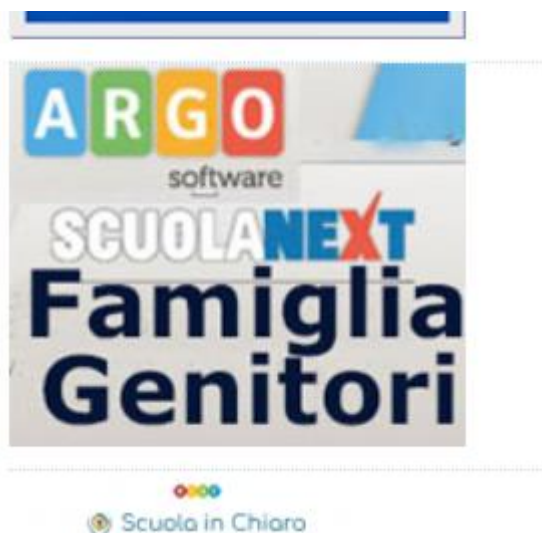 ARGO
software
SCUOLANEXT
Famiglia
Genitori
Scuola in Chiaro